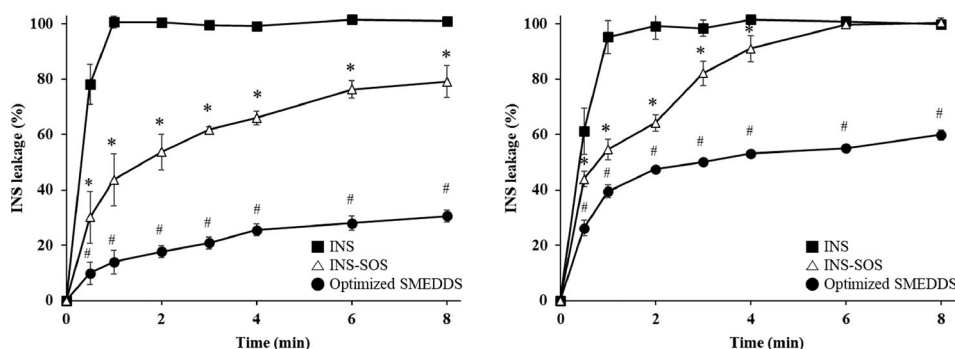 100
80
60
40
20
0
INS leakage (%)
* * * * * * *
# # # # # # #
INS
INS-SOS
Optimized SMEDDS
0 2 4 6 8
Time (min)
100
80
60
40
20
0
INS leakage (%)
* * * * *
# # # # # # #
INS
INS-SOS
Optimized SMEDDS
0 2 4 6 8
Time (min)